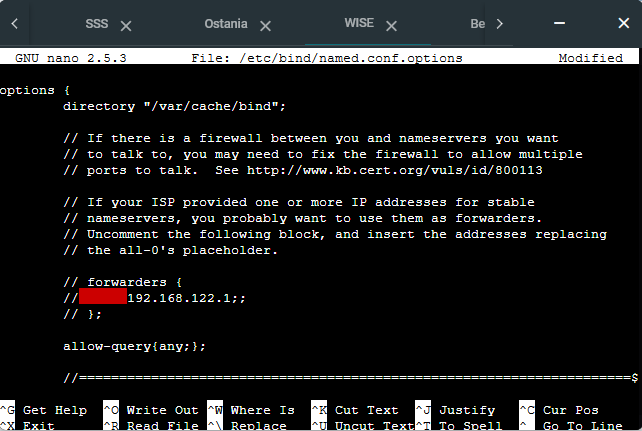 SSS Ostania WISE Be
GNU nano 2.5.3 File: /etc/bind/named.conf.options Modified
options {
directory "/var/cache/bind";
// If there is a firewall between you and nameservers you want
// to talk to, you may need to fix the firewall to allow multiple
// ports to talk.  See http://www.kb.cert.org/vuls/id/800113
// If your ISP provided one or more IP addresses for stable
// nameservers, you probably want to use them as forwarders.
// Uncomment the following block, and insert the addresses replacing
// the all-0's placeholder.
// forwarders {
// 192.168.122.1;;
// };
allow-query{any;};
//=====================================================================$
^G Get Help ^O Write Out ^W Where Is ^K Cut Text ^J Justify ^C Cur Pos
^X Exit ^R Read File ^\ Replace ^U Uncut Text ^T To Spell ^_ Go To Line